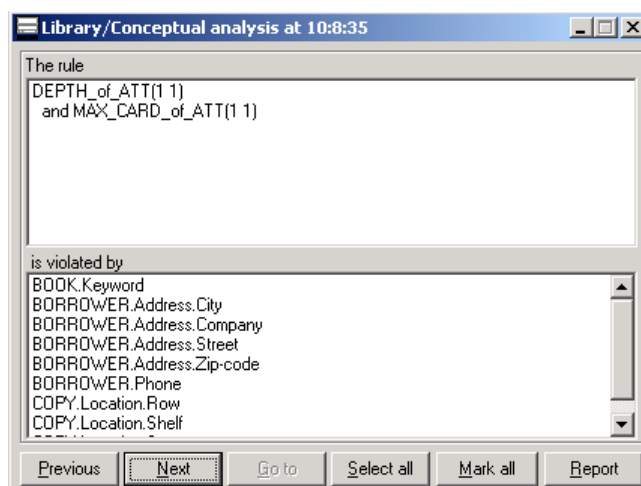 Library/Conceptual analysis at 10:8:35
The rule
DEPTH_of_ATT(1 1)
and MAX_CARD_of_ATT(1 1)
is violated by
BOOK.Keyword
BORROWER.Address.City
BORROWER.Address.Company
BORROWER.Address.Street
BORROWER.Address.Zip-code
BORROWER.Phone
COPY.Location.Row
COPY.Location.Shelf
Previous Next Go to Select all Mark all Report